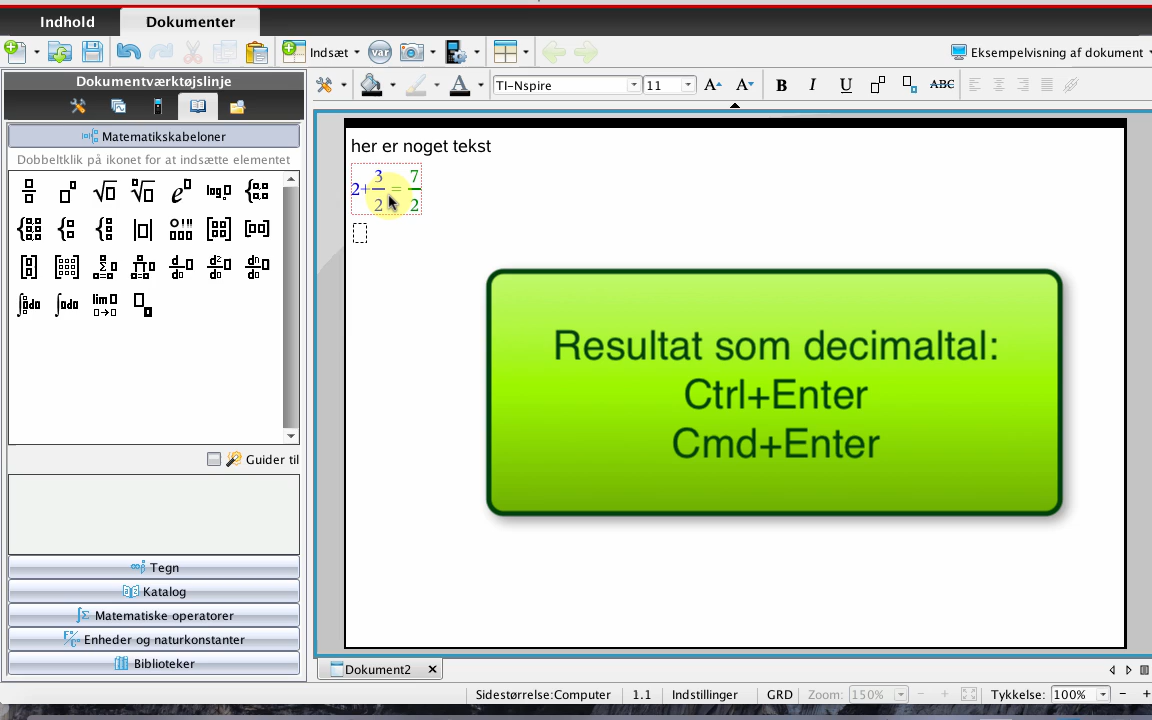 Indhold Dokumenter
Indsæt var Eksempelvisning af dokument
Dokumentværktøjslinje
TI-Nspire 11 A A B I U ABC
Matematikskabeloner
Dobbeltklik på ikonet for at indsætte elementet
her er noget tekst
2+3/2 = 7/2
Resultat som decimaltal:
Ctrl+Enter
Cmd+Enter
Guider til
Tegn
Katalog
Matematiske operatorer
Enheder og naturkonstanter
Biblioteker
Dokument2
Sidestørrelse:Computer 1.1 Indstillinger GRD Zoom: 150% Tykkelse: 100%